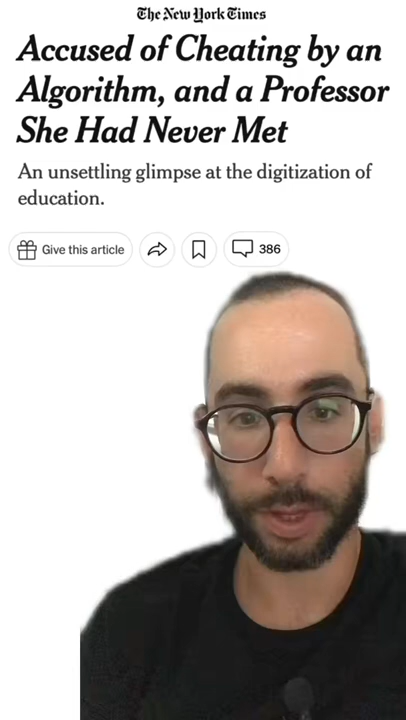 The New York Times
Accused of Cheating by an
Algorithm, and a Professor
She Had Never Met
An unsettling glimpse at the digitization of
education.
Give this article
386